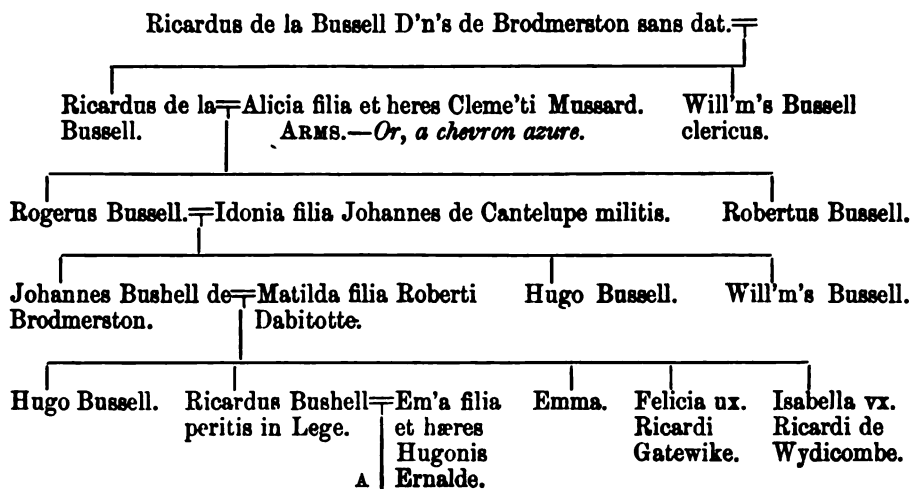 Ricardus de la Bussell D'n's de Brodmerston sans dat.
Ricardus de la Bussell.
Alicia filia et heres Cleme'ti Mussard.
ARMS.—Or, a chevron azure.
Will'm's Bussell
clericus.
Rogerus Bussell.
Idonia filia Johannes de Cantelupe militis.
Robertus Bussell.
Johannes Bushell de
Brodmerston.
Matilda filia Roberti
Dabitotte.
Hugo Bussell.
Will'm's Bussell.
Hugo Bussell.
Ricardus Bushell
peritis in Lege.
Em'a filia
et hæres
Hugonis
Ernalde.
Emma.
Felicia ux.
Ricardi
Gatewike.
Isabella vx.
Ricardi de
Wydicombe.
A